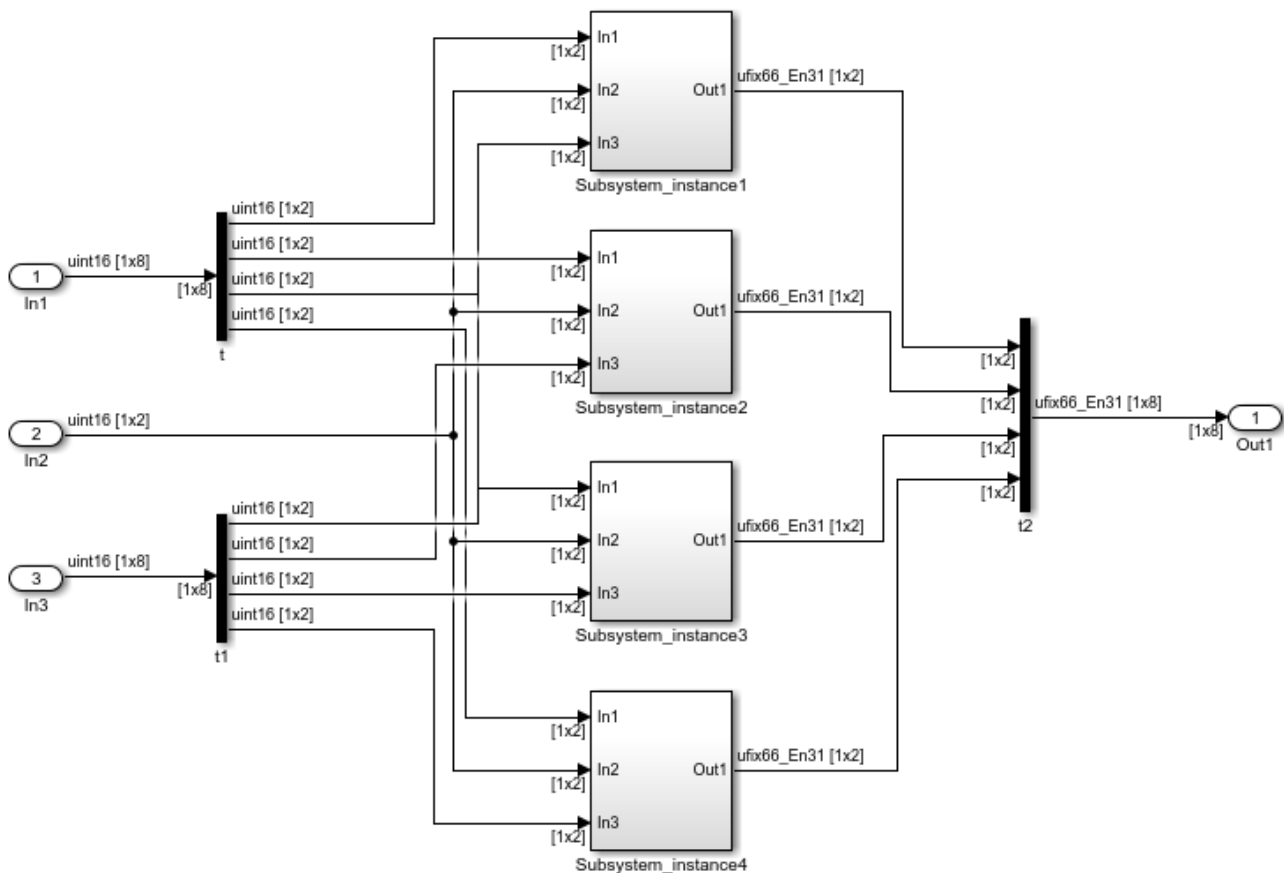 In1
[1x2]
In2
[1x2]
In3
[1x2]
Out1
ufix66_En31 [1x2]
Subsystem_instance1
uint16 [1x2]
uint16 [1x2]
uint16 [1x2]
uint16 [1x2]
uint16 [1x8]
1
In1
[1x8]
t
In1
[1x2]
In2
[1x2]
In3
[1x2]
Out1
ufix66_En31 [1x2]
Subsystem_instance2
uint16 [1x2]
2
In2
[1x2]
[1x2]
[1x2]
[1x2]
t2
ufix66_En31 [1x8]
[1x8]
1
Out1
In1
[1x2]
In2
[1x2]
In3
[1x2]
Out1
ufix66_En31 [1x2]
Subsystem_instance3
uint16 [1x2]
uint16 [1x2]
uint16 [1x2]
uint16 [1x2]
uint16 [1x8]
3
In3
[1x8]
t1
In1
[1x2]
In2
[1x2]
In3
[1x2]
Out1
ufix66_En31 [1x2]
Subsystem_instance4